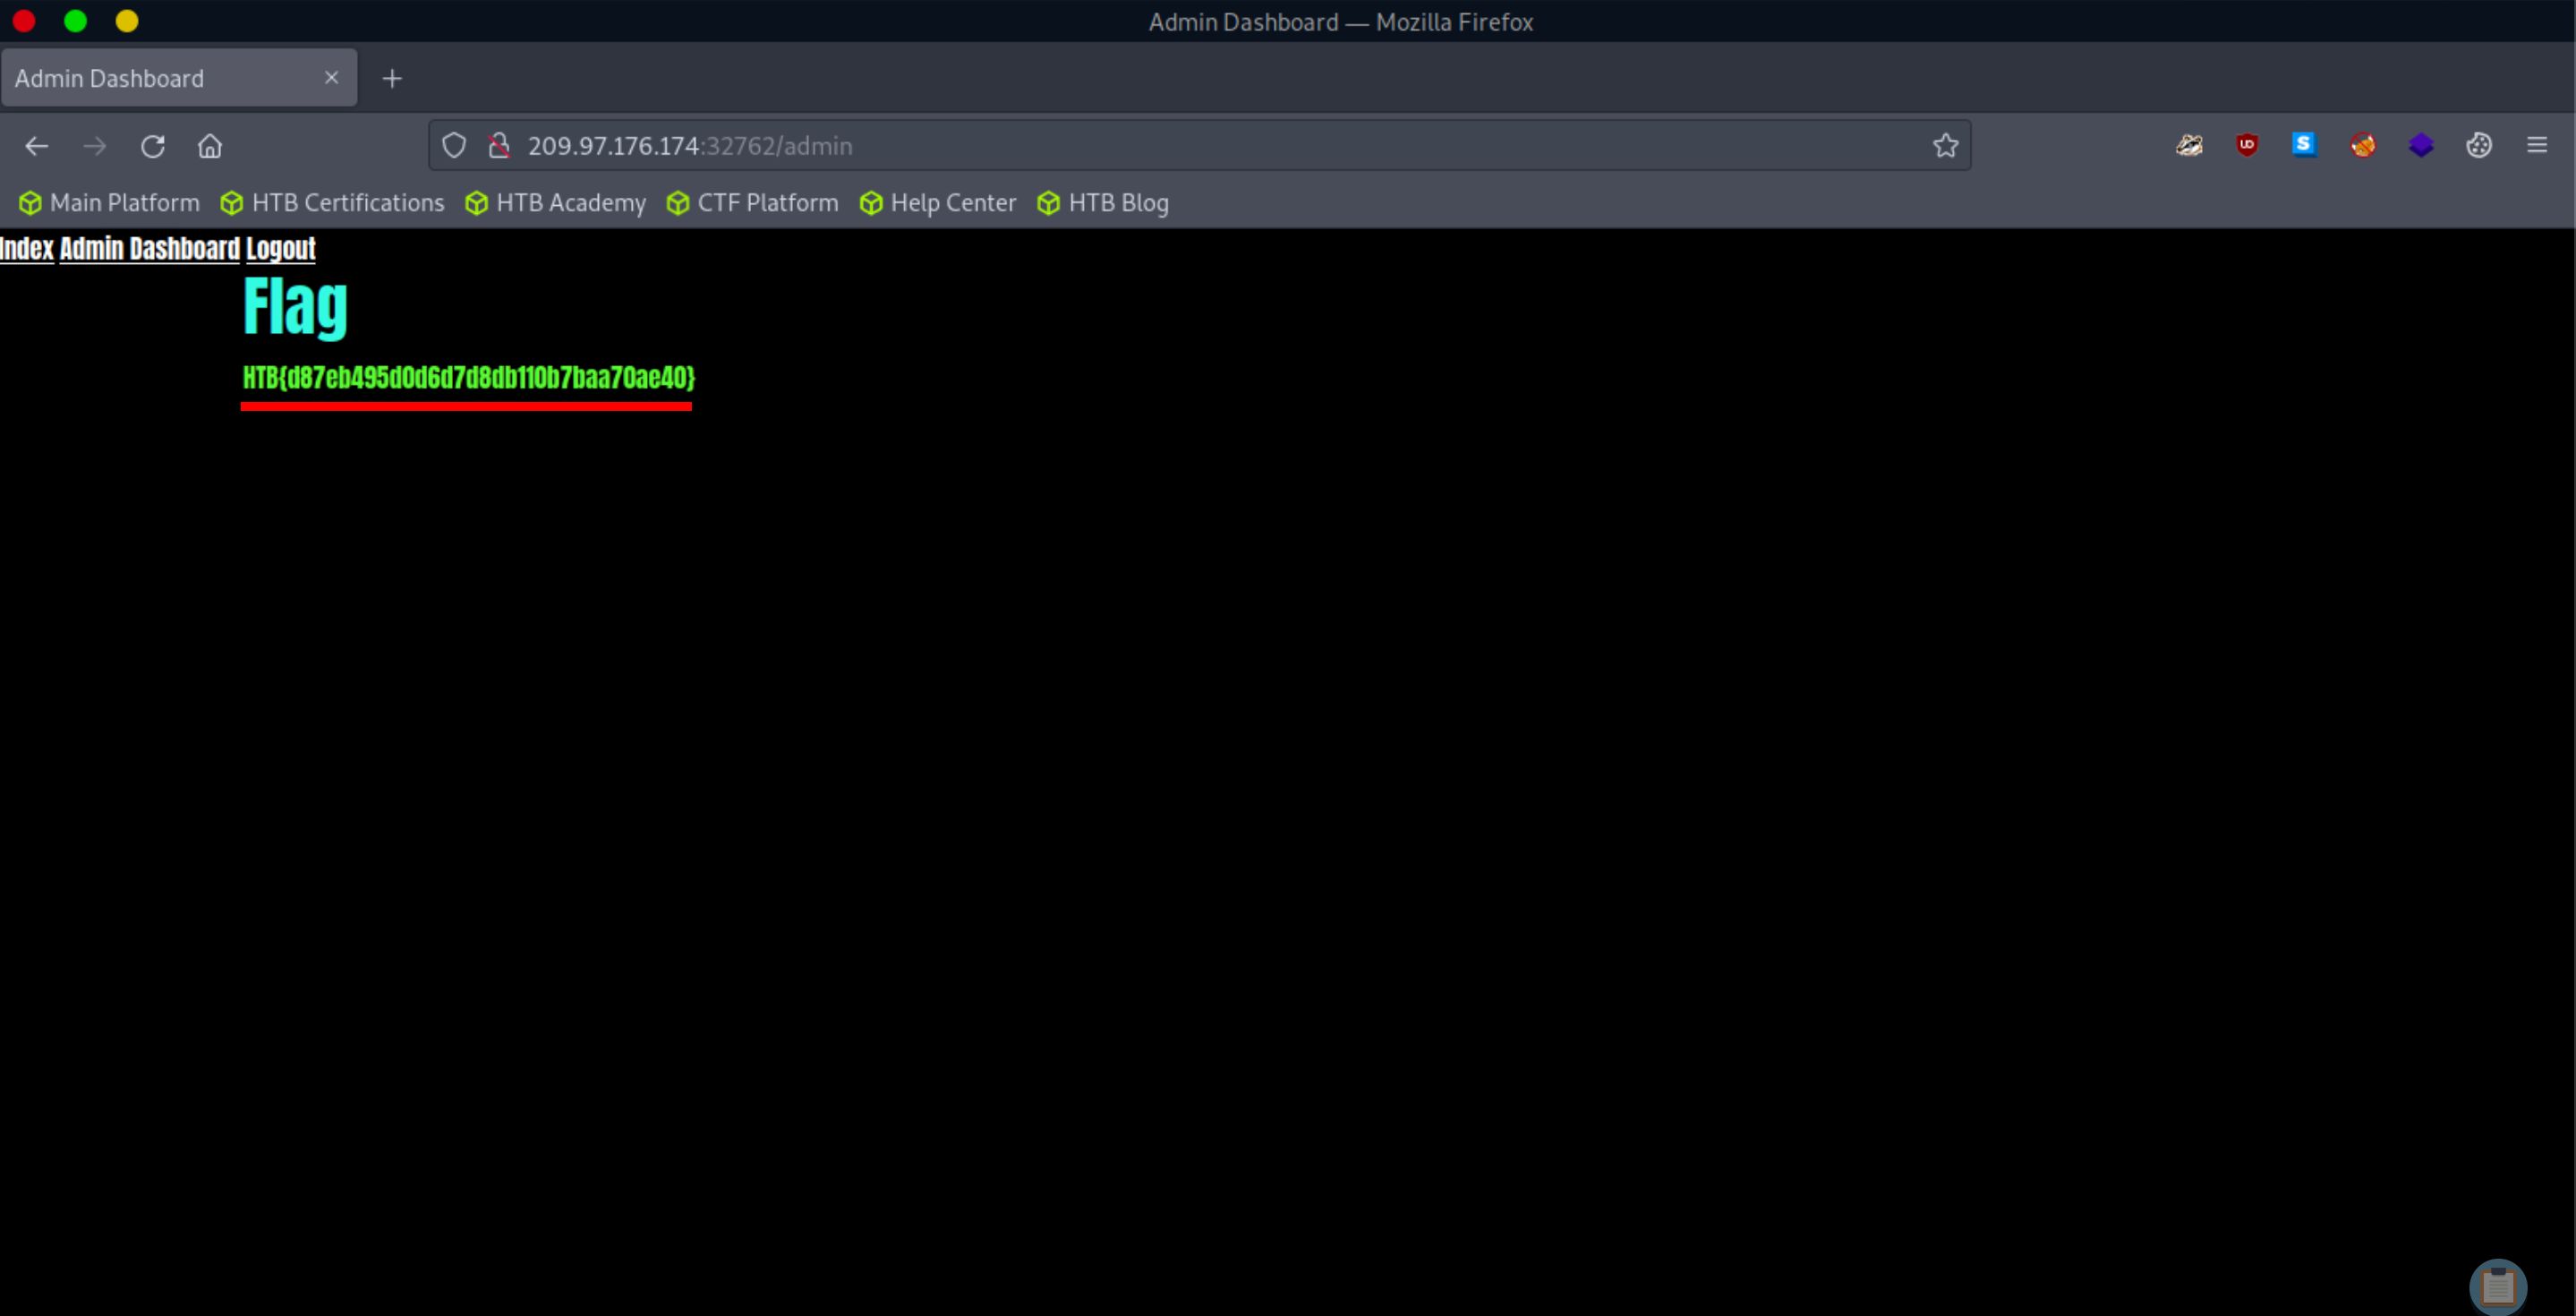 Admin Dashboard — Mozilla Firefox
Admin Dashboard
209.97.176.174:32762/admin
Main Platform HTB Certifications HTB Academy CTF Platform Help Center HTB Blog
Index Admin Dashboard Logout
Flag
HTB{d87eb495d0d6d7d8db110b7baa70ae40}